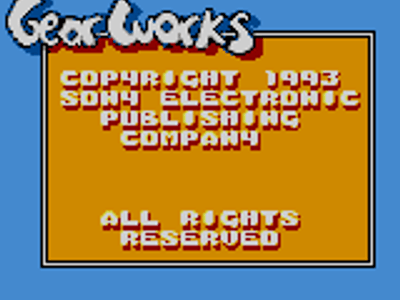 Gear-Works
COPYRIGHT 1993
SONY ELECTRONIC
PUBLISHING
COMPANY
ALL RIGHTS
RESERVED